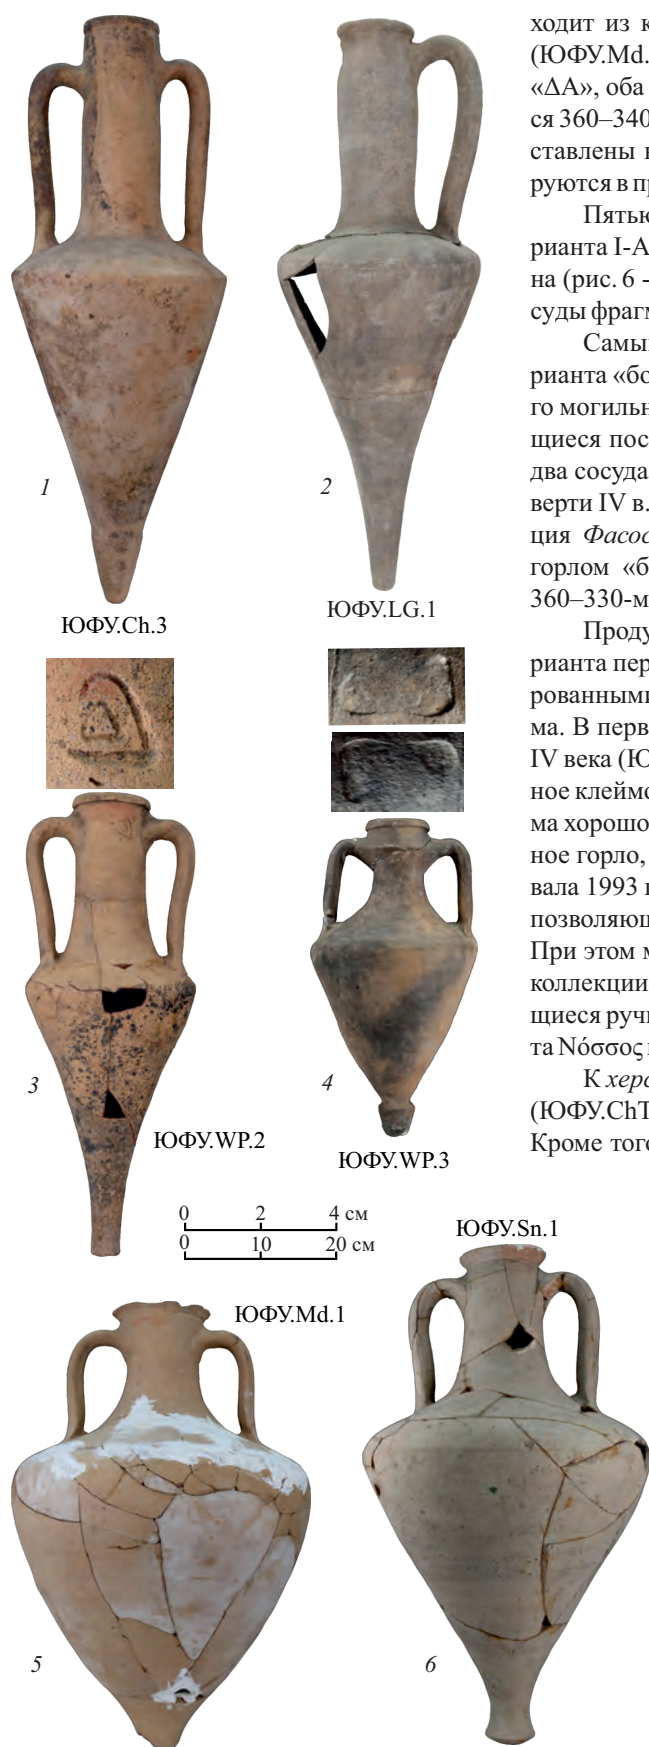 ходит из к
(ЮФУ.Md.
«ΔΑ», оба
ся 360–340
ставлены
руются в пр
Пятью
рианта I-А
на (рис. 6 -
суды фрагм
Самы
рианта «бо
го могильн
щиеся пос
два сосуда
верти IV в.
ция Фасос
горлом «б
360–330-м
Проду
рианта пер
рованными
ма. В перв
IV века (Ю
ное клеймо
ма хорошо
ное горло,
вала 1993 г
позволяющ
При этом м
коллекции
щиеся ручк
та Νόσσος
К хера
(ЮФУ.ChT
Кроме того
1
2
ЮФУ.Ch.3
ЮФУ.LG.1
3
4
ЮФУ.WP.2
ЮФУ.WP.3
0 2 4 см
0 10 20 см
ЮФУ.Sn.1
ЮФУ.Md.1
5
6